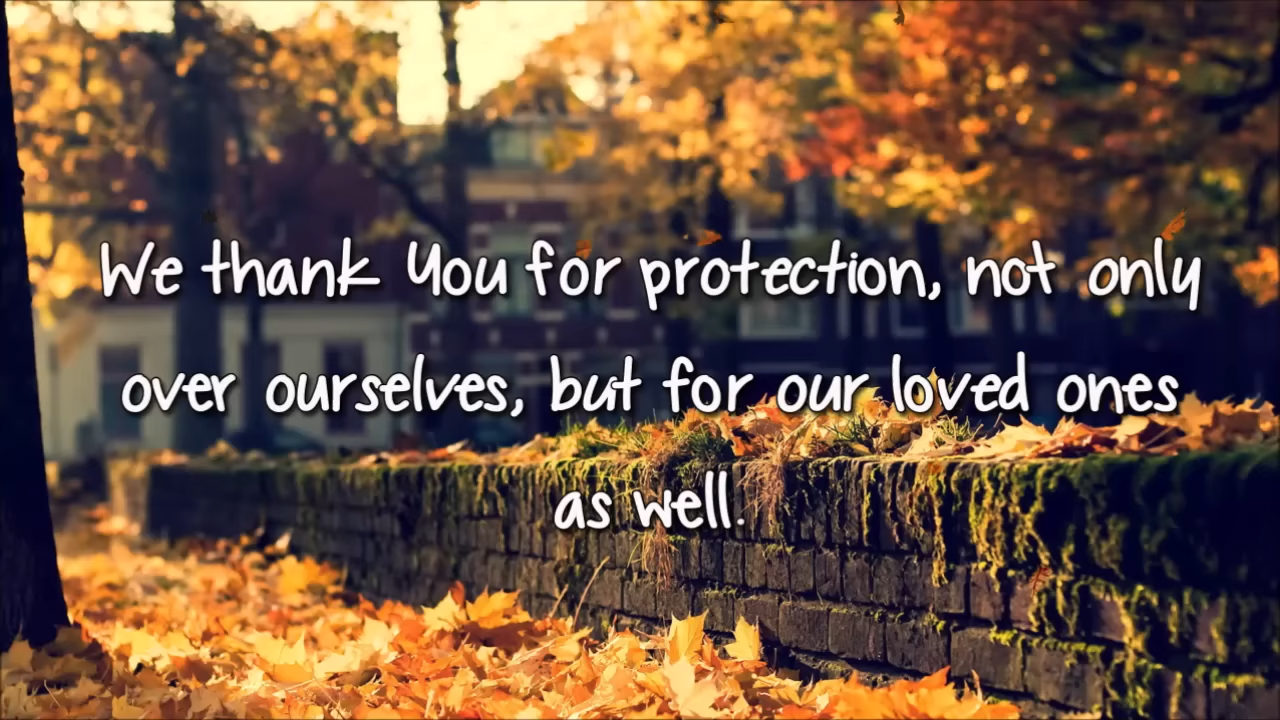 We thank You for protection, not only
over ourselves, but for our loved ones
as well.